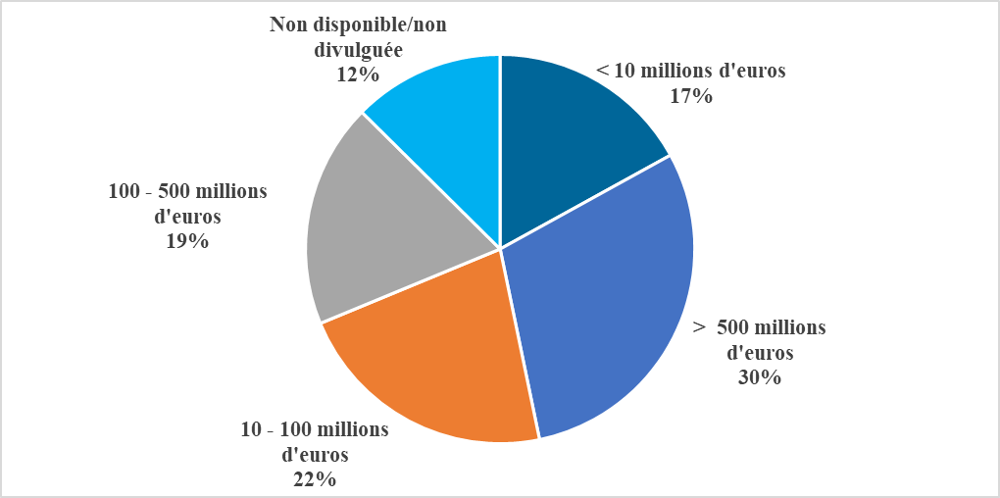 Non disponible/non
divulguée
12%
< 10 millions d'euros
17%
100 - 500 millions
d'euros
19%
>  500 millions
d'euros
30%
10 - 100 millions
d'euros
22%